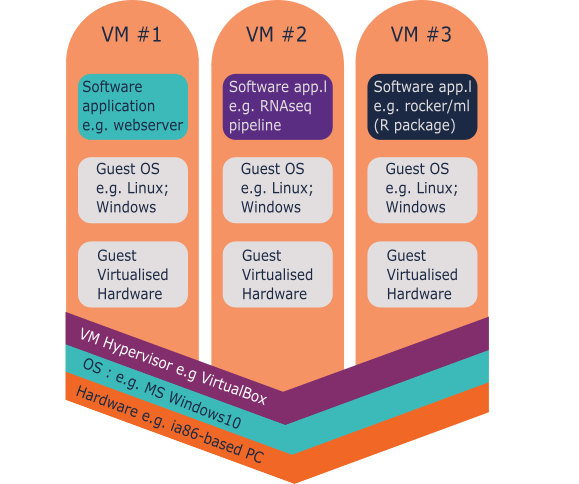 VM #1
Software
application
e.g. webserver
Guest OS
e.g. Linux;
Windows
Guest
Virtualised
Hardware
VM #2
Software app.l
e.g. RNAseq
pipeline
Guest OS
e.g. Linux;
Windows
Guest
Virtualised
Hardware
VM #3
Software app.l
e.g. rocker/ml
(R package)
Guest OS
e.g. Linux;
Windows
Guest
Virtualised
Hardware
VM Hypervisor e.g VirtualBox
OS : e.g. MS Windows10
Hardware e.g. ia86-based PC